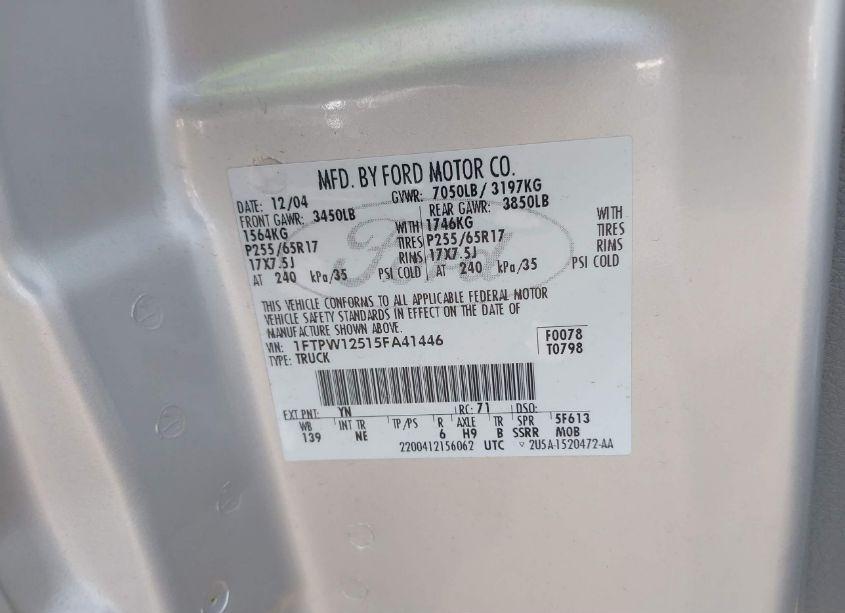 MFD. BY FORD MOTOR CO.
DATE: 12/04 GVWR: 7050LB/ 3197KG
FRONT GAWR: 3450LB REAR GAWR: 3850LB
1564KG WITH 1746KG WITH
P255/65R17 TIRES P255/65R17 TIRES
17X7.5J RIMS 17X7.5J RIMS
AT 240 kPa/35 PSI COLD AT 240 kPa/35 PSI COLD
THIS VEHICLE CONFORMS TO ALL APPLICABLE FEDERAL MOTOR
VEHICLE SAFETY STANDARDS IN EFFECT ON THE DATE OF
MANUFACTURE SHOWN ABOVE.
VIN: 1FTPW12515FA41446 F0078
TYPE: TRUCK T0798
EXT PNT: YN RC: 71 DSO:
WB INT TR TP/PS R AXLE TR SPR 5F613
139 NE 6 H9 B SSRR MOB
2200412156062 UTC ▽ 2U5A-1520472-AA
Ford